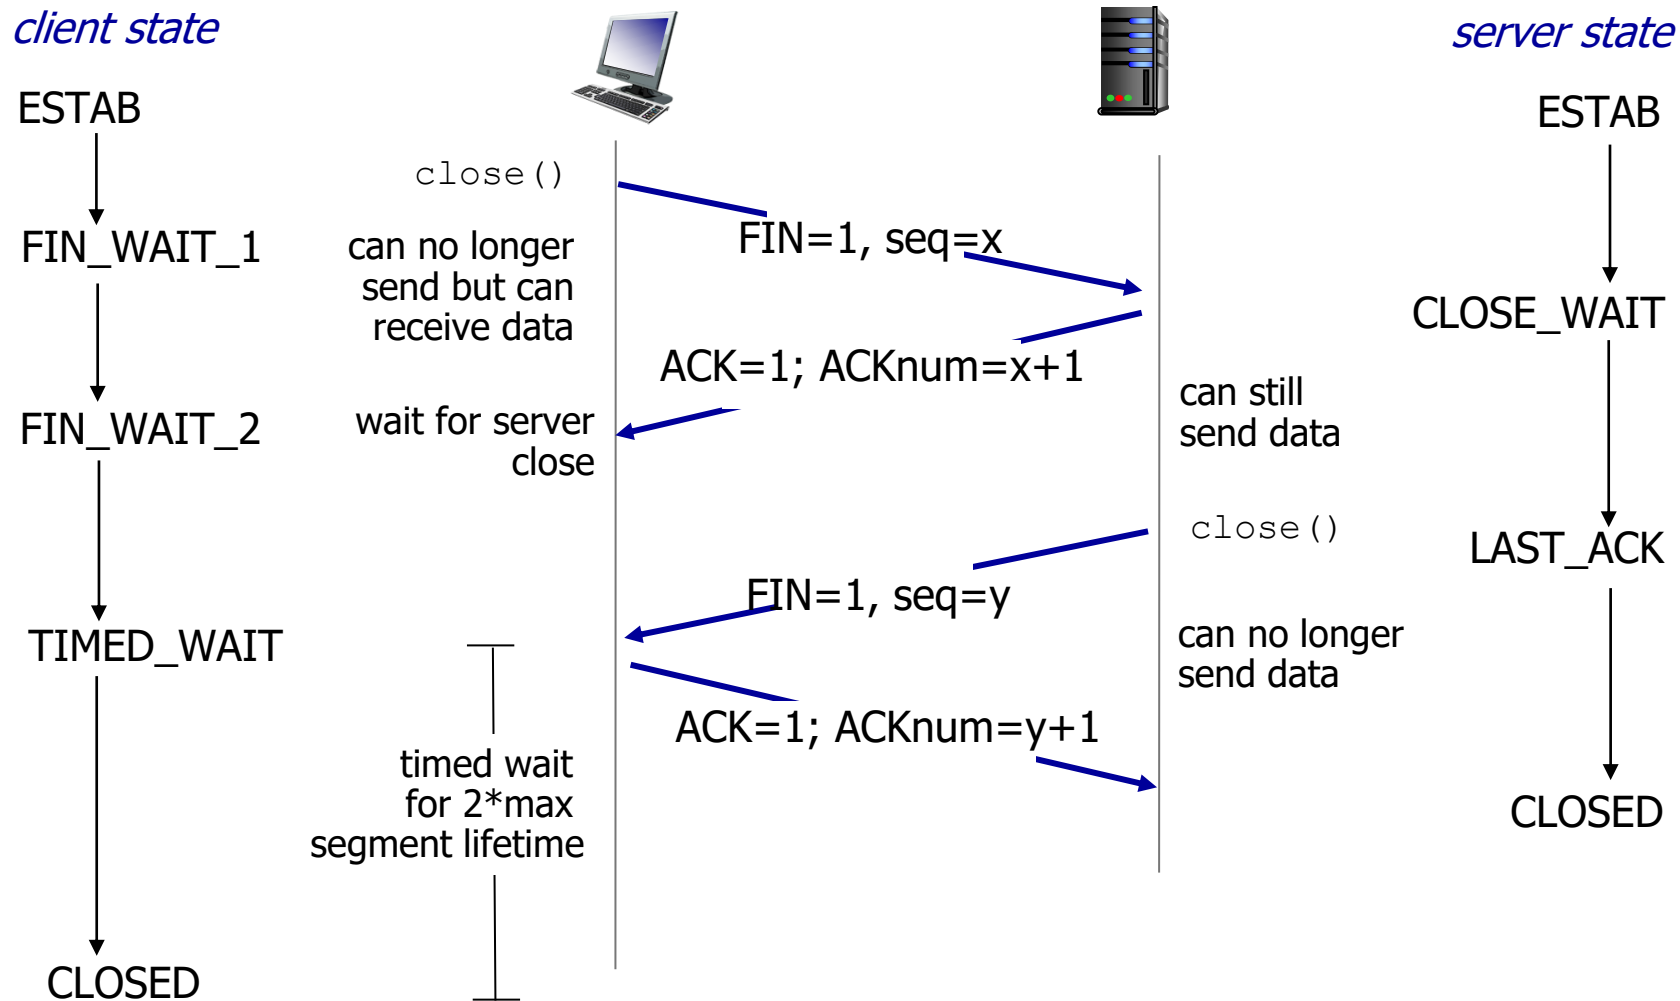 client state
server state
ESTAB
ESTAB
close()
FIN_WAIT_1
can no longer
send but can
receive data
FIN=1, seq=x
CLOSE_WAIT
ACK=1; ACKnum=x+1
can still
send data
FIN_WAIT_2
wait for server
close
close()
LAST_ACK
FIN=1, seq=y
can no longer
send data
TIMED_WAIT
ACK=1; ACKnum=y+1
timed wait
for 2*max
segment lifetime
CLOSED
CLOSED